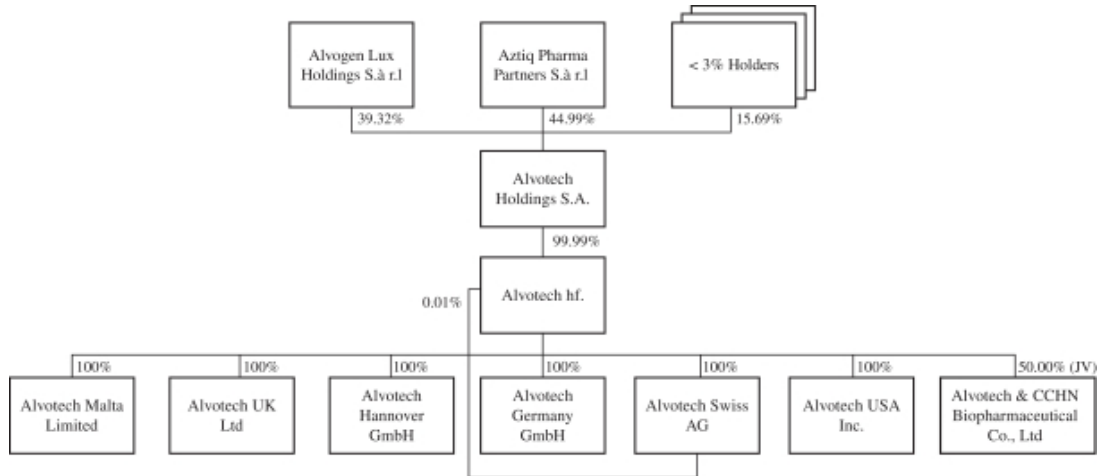 Alvogen Lux
Holdings S.à r.l
Aztiq Pharma
Partners S.à r.l
< 3% Holders
39.32%
44.99%
15.69%
Alvotech
Holdings S.A.
99.99%
Alvotech hf.
0.01%
100%
100%
100%
100%
100%
100%
50.00% (JV)
Alvotech Malta
Limited
Alvotech UK
Ltd
Alvotech
Hannover
GmbH
Alvotech
Germany
GmbH
Alvotech Swiss
AG
Alvotech USA
Inc.
Alvotech & CCHN
Biopharmaceutical
Co., Ltd